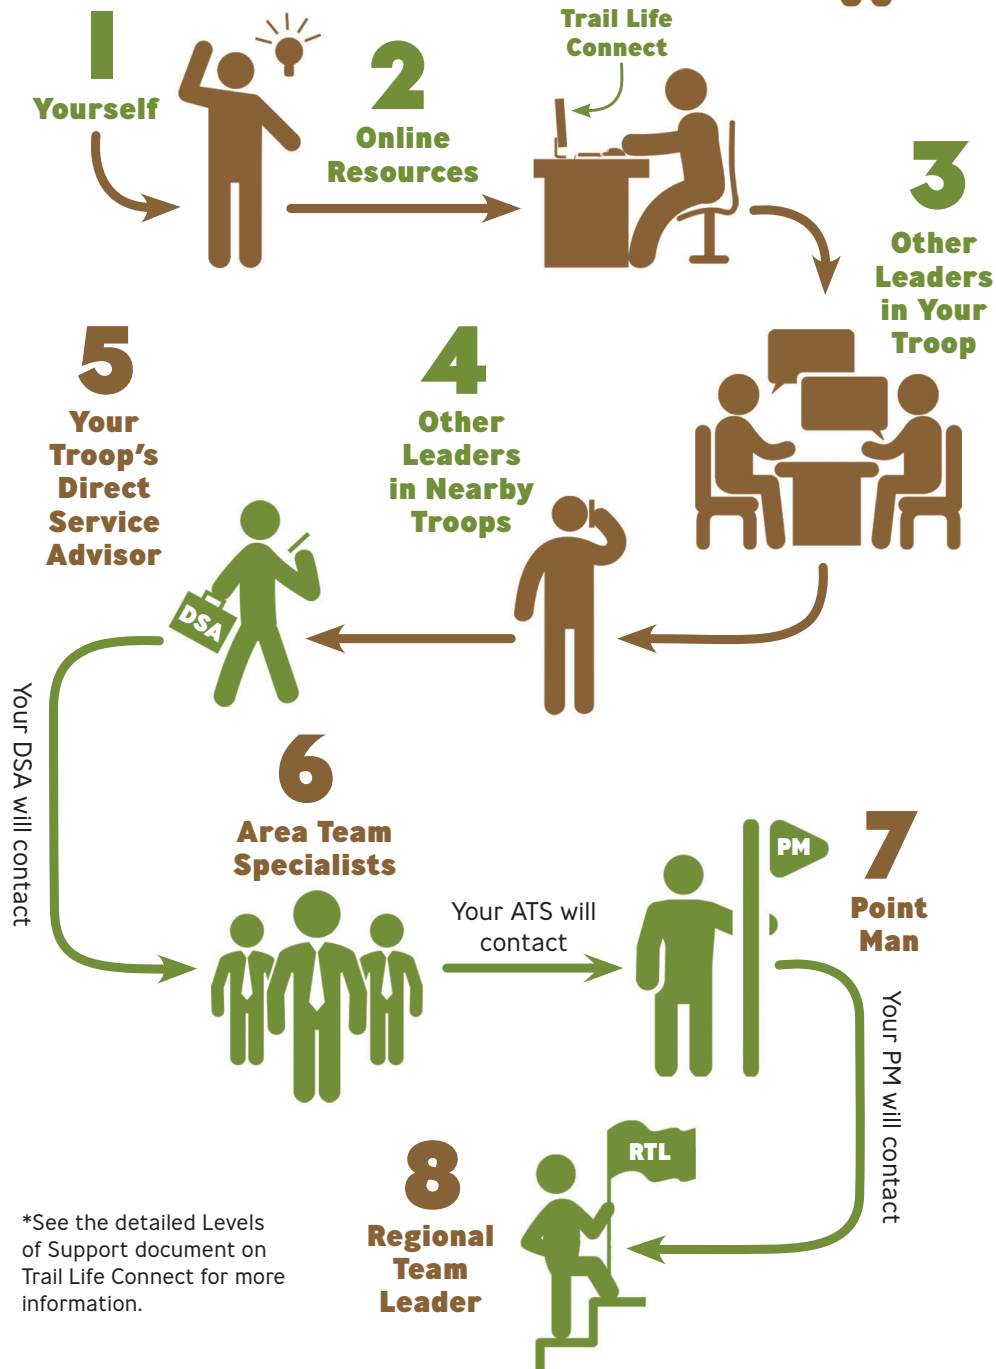 1
Yourself
2
Online
Resources
Trail Life
Connect
3
Other
Leaders
in Your
Troop
4
Other
Leaders
in Nearby
Troops
5
Your
Troop's
Direct
Service
Advisor
DSA
Your DSA will contact
6
Area Team
Specialists
Your ATS will
contact
PM
7
Point
Man
Your PM will contact
RTL
8
Regional
Team
Leader
*See the detailed Levels
of Support document on
Trail Life Connect for more
information.